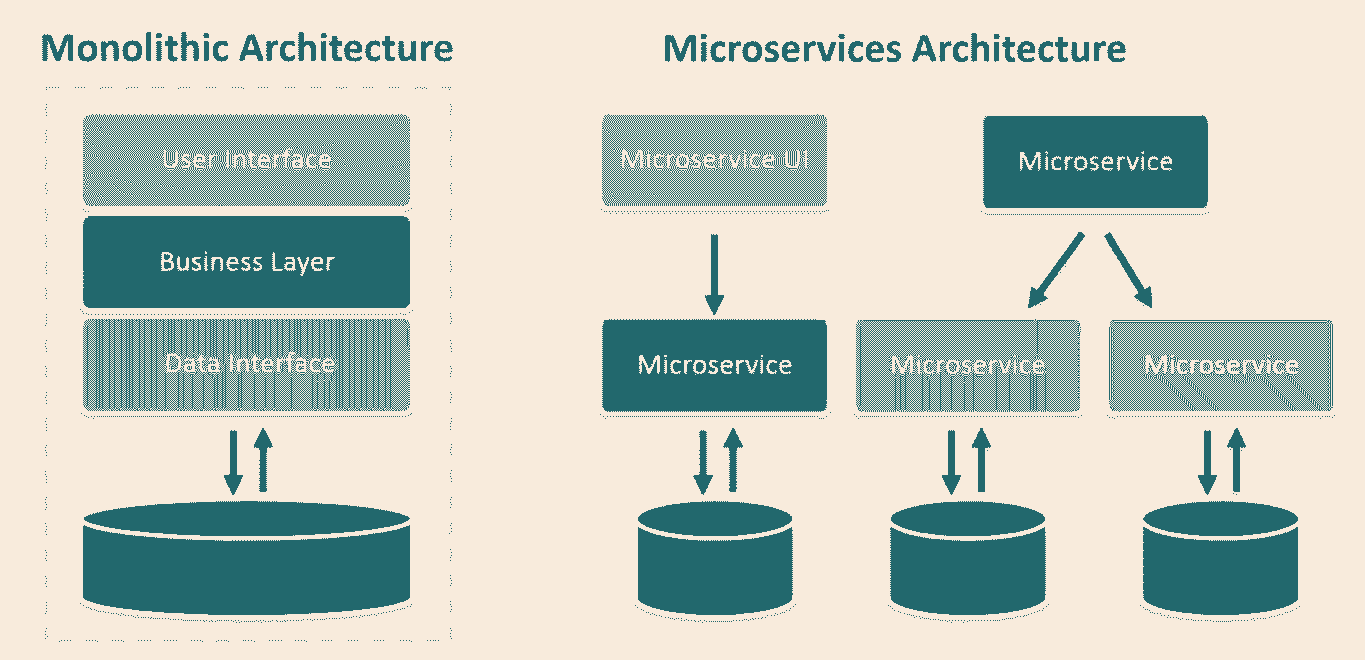 Monolithic Architecture
User Interface
Business Layer
Data Interface
Microservices Architecture
Microservice UI
Microservice
Microservice
Microservice
Microservice